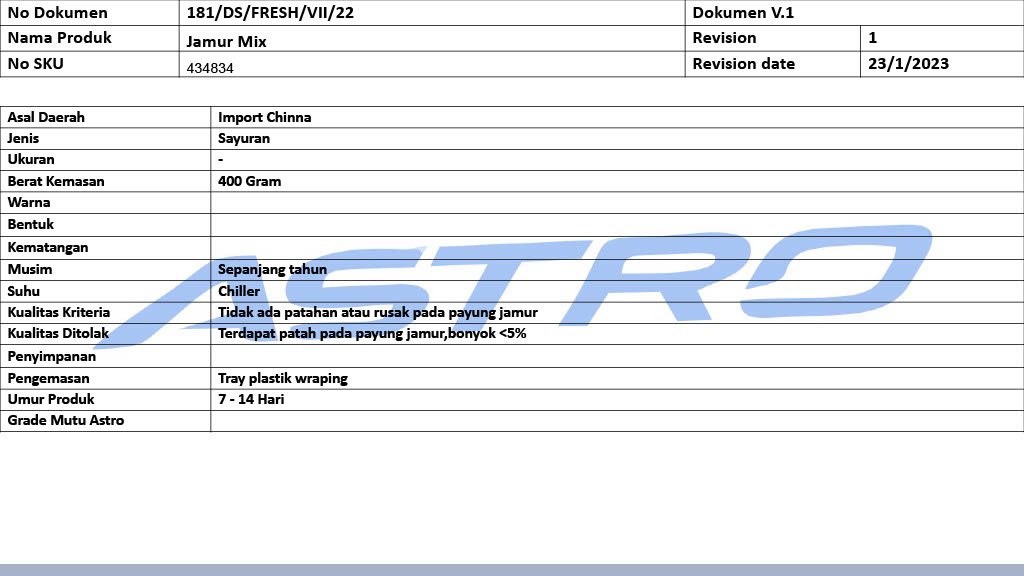 No Dokumen 181/DS/FRESH/VII/22 Dokumen V.1
Nama Produk Jamur Mix Revision 1
No SKU 434834 Revision date 23/1/2023
Asal Daerah Import Chinna
Jenis Sayuran
Ukuran -
Berat Kemasan 400 Gram
Warna
Bentuk
Kematangan
Musim Sepanjang tahun
Suhu Chiller
Kualitas Kriteria Tidak ada patahan atau rusak pada payung jamur
Kualitas Ditolak Terdapat patah pada payung jamur,bonyok <5%
Penyimpanan
Pengemasan Tray plastik wraping
Umur Produk 7 - 14 Hari
Grade Mutu Astro
ASTRO